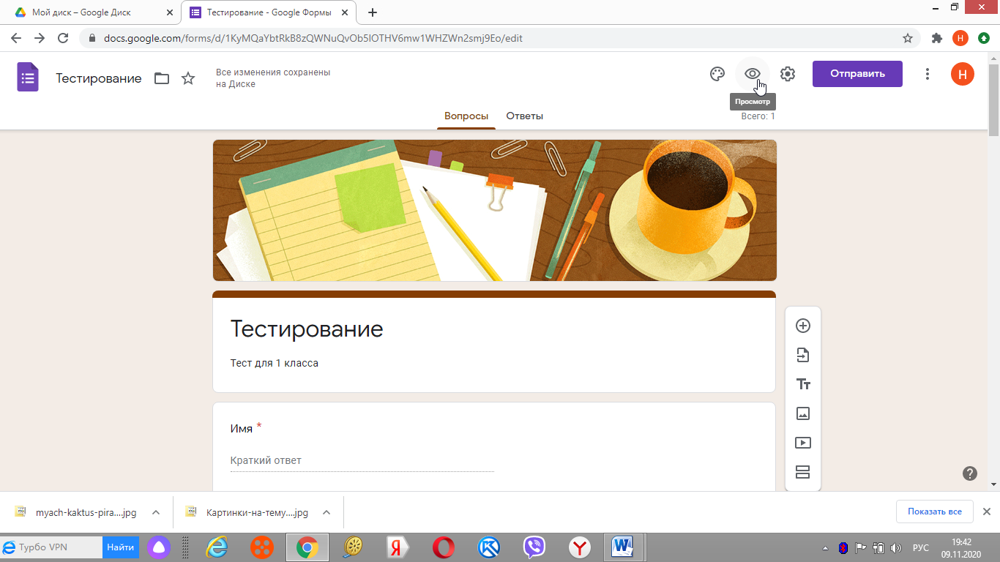 Мой диск – Google Диск
Тестирование - Google Формы
docs.google.com/forms/d/1KyMQaYbtRkB8zQWNuQvOb5IOTHV6mw1WHZWn2smj9Eo/edit
Н
Тестирование
Все изменения сохранены
на Диске
Отправить
Н
Просмотр
Вопросы
Ответы
Всего: 1
Тестирование
Тест для 1 класса
Имя *
Краткий ответ
myach-kaktus-pira....jpg
Картинки-на-тему....jpg
Показать все
Турбо VPN
Найти
РУС
19:42
09.11.2020